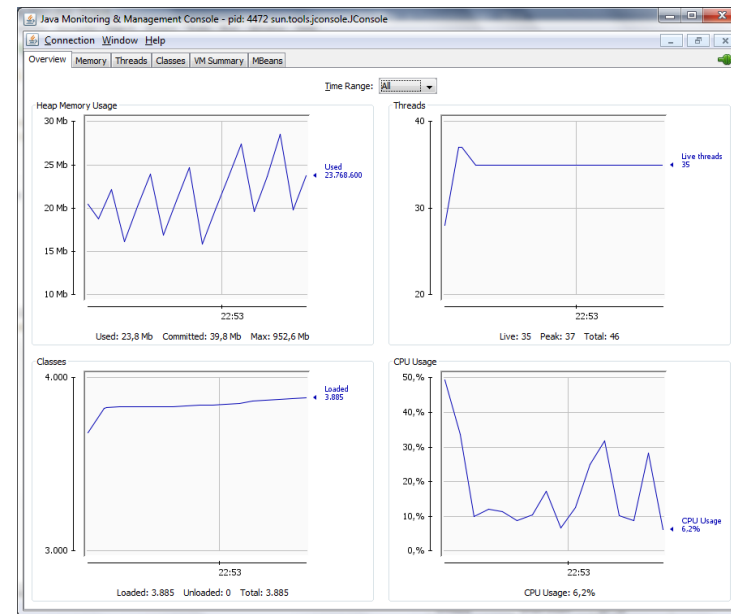 Java Monitoring & Management Console - pid: 4472 sun.tools.jconsole.JConsole
Connection Window Help
Overview Memory Threads Classes VM Summary MBeans
Time Range: All
Heap Memory Usage
30 Mb
25 Mb
20 Mb
15 Mb
10 Mb
Used
23.768.600
22:53
Used: 23,8 Mb Committed: 39,8 Mb Max: 952,6 Mb
Threads
40
30
20
Live threads
35
22:53
Live: 35 Peak: 37 Total: 46
Classes
4.000
3.000
Loaded
3.885
22:53
Loaded: 3.885 Unloaded: 0 Total: 3.885
CPU Usage
50,%
40,%
30,%
20,%
10,%
0,%
CPU Usage
6,2%
22:53
CPU Usage: 6,2%